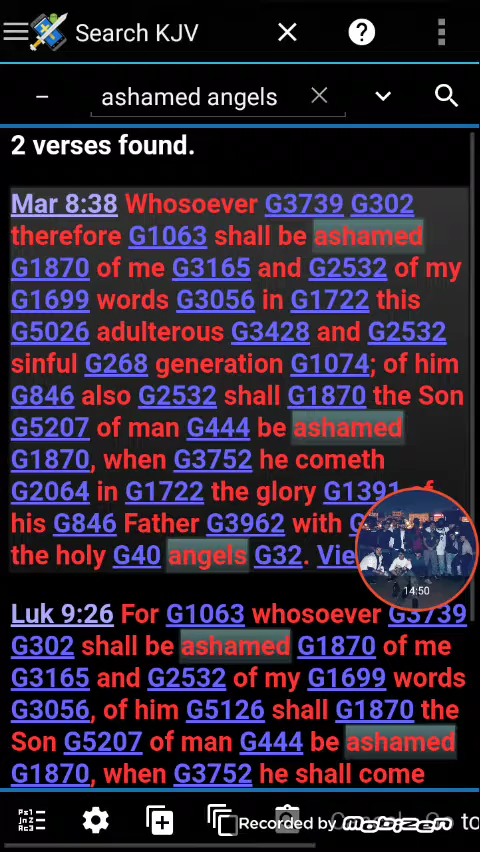 Search KJV
ashamed angels
2 verses found.
Mar 8:38 Whosoever G3739 G302
therefore G1063 shall be ashamed
G1870 of me G3165 and G2532 of my
G1699 words G3056 in G1722 this
G5026 adulterous G3428 and G2532
sinful G268 generation G1074; of him
G846 also G2532 shall G1870 the Son
G5207 of man G444 be ashamed
G1870, when G3752 he cometh
G2064 in G1722 the glory G1391 of
his G846 Father G3962 with
the holy G40 angels G32.
14:50
Luk 9:26 For G1063 whosoever G3739
G302 shall be ashamed G1870 of me
G3165 and G2532 of my G1699 words
G3056, of him G5126 shall G1870 the
Son G5207 of man G444 be ashamed
G1870, when G3752 he shall come
Recorded by mobizen
to